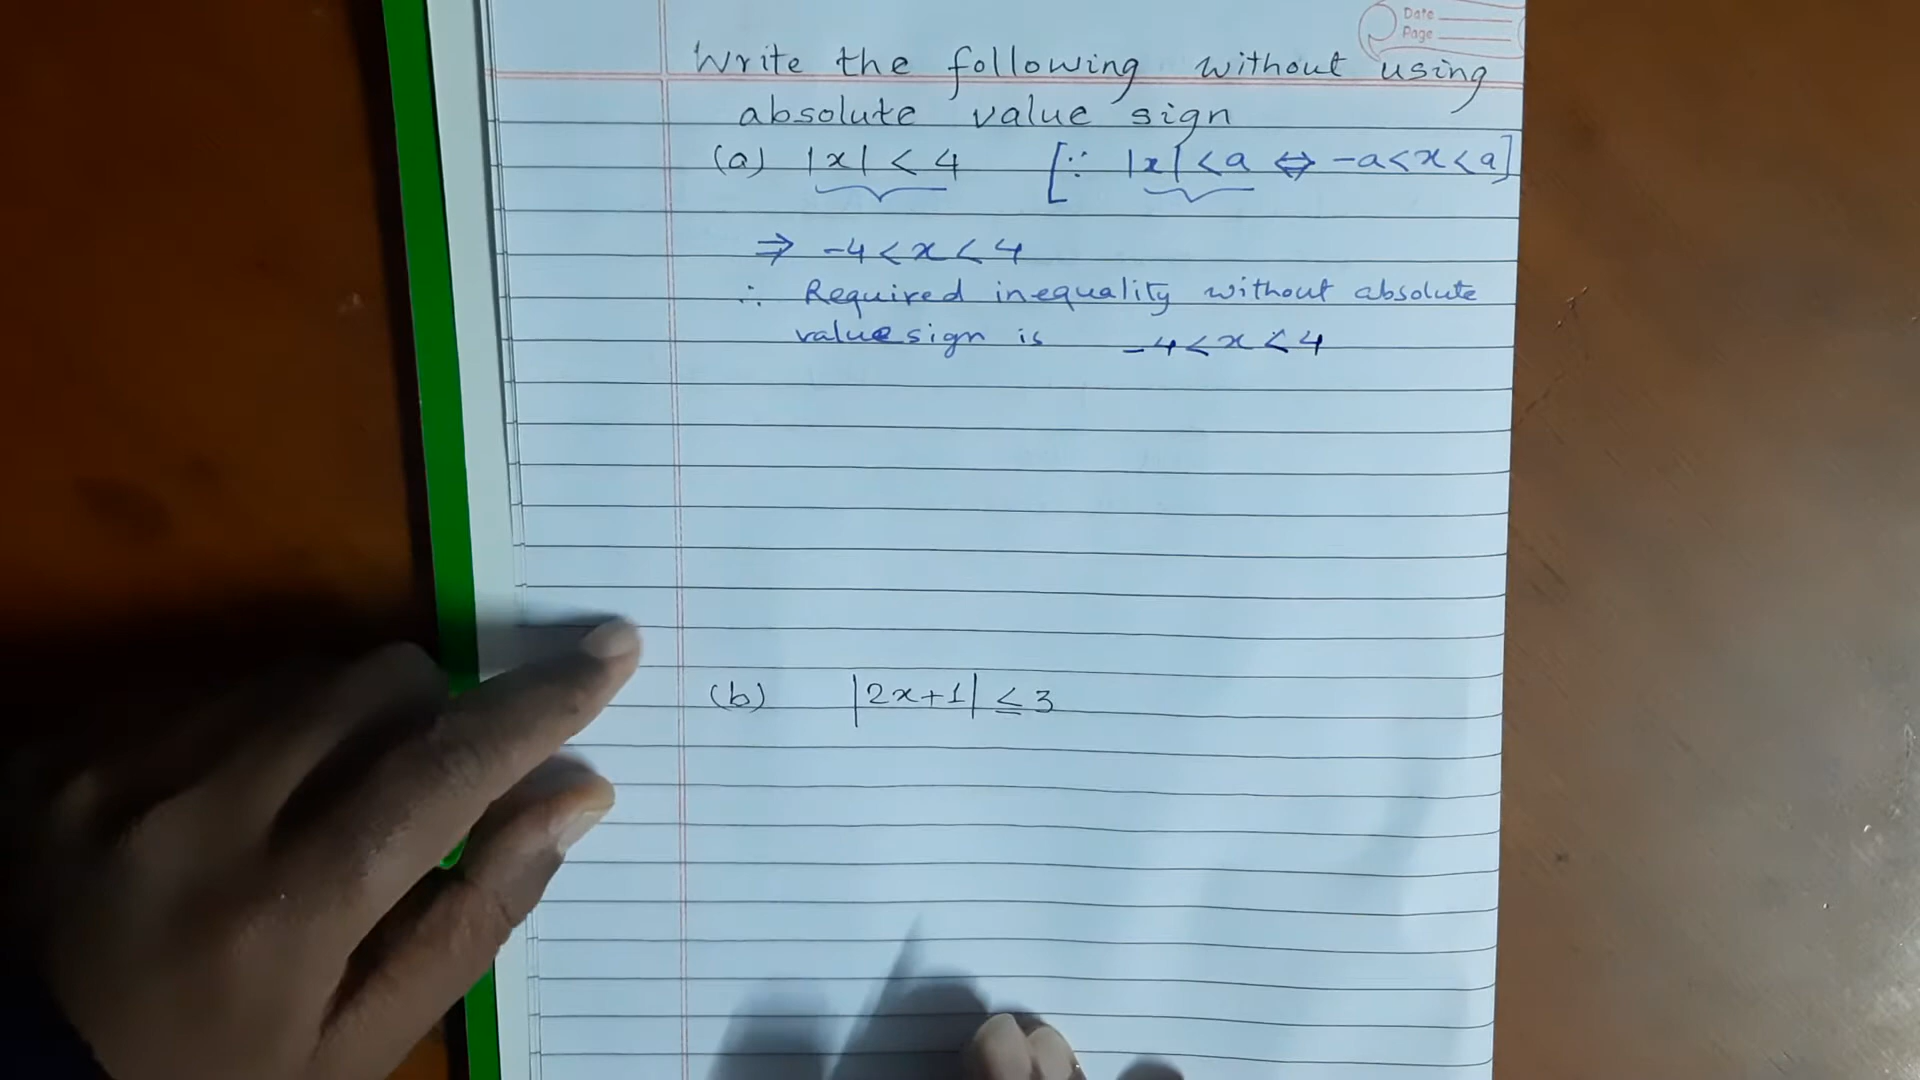 Date
Page
Write the following without using
absolute value sign
(a) |x| < 4 [∵ |x| < a ⇔ -a < x < a]
⇒ -4 < x < 4
∴ Required inequality without absolute
value sign is -4 < x < 4
(b) |2x+1| ≤ 3